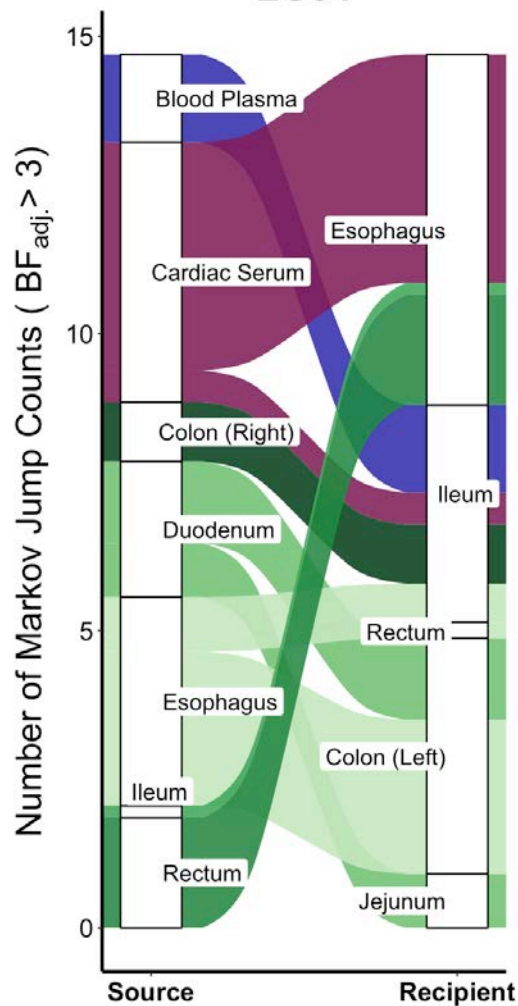 15
10
5
0
Number of Markov Jump Counts ( BFadj.> 3)
Blood Plasma
Cardiac Serum
Colon (Right)
Duodenum
Esophagus
Ileum
Rectum
Esophagus
Ileum
Rectum
Colon (Left)
Jejunum
Source
Recipient